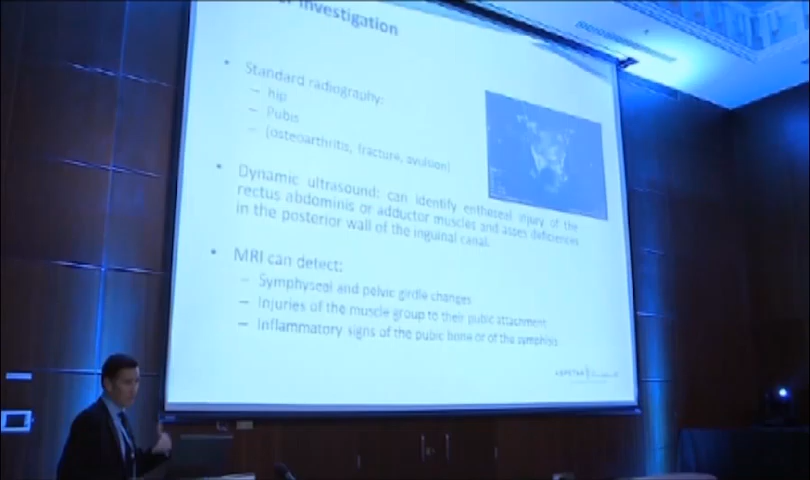 investigation
• Standard radiography:
– hip
– Pubis
– (osteoarthritis, fracture, avulsion)
• Dynamic ultrasound: can identify entheseal injury of the
rectus abdominis or adductor muscles and asses deficiences
in the posterior wall of the inguinal canal.
• MRI can detect:
– Symphyseal and pelvic girdle changes
– Injuries of the muscle group to their pubic attachment
– Inflammatory signs of the pubic bone or of the symphisis
ASPETAR